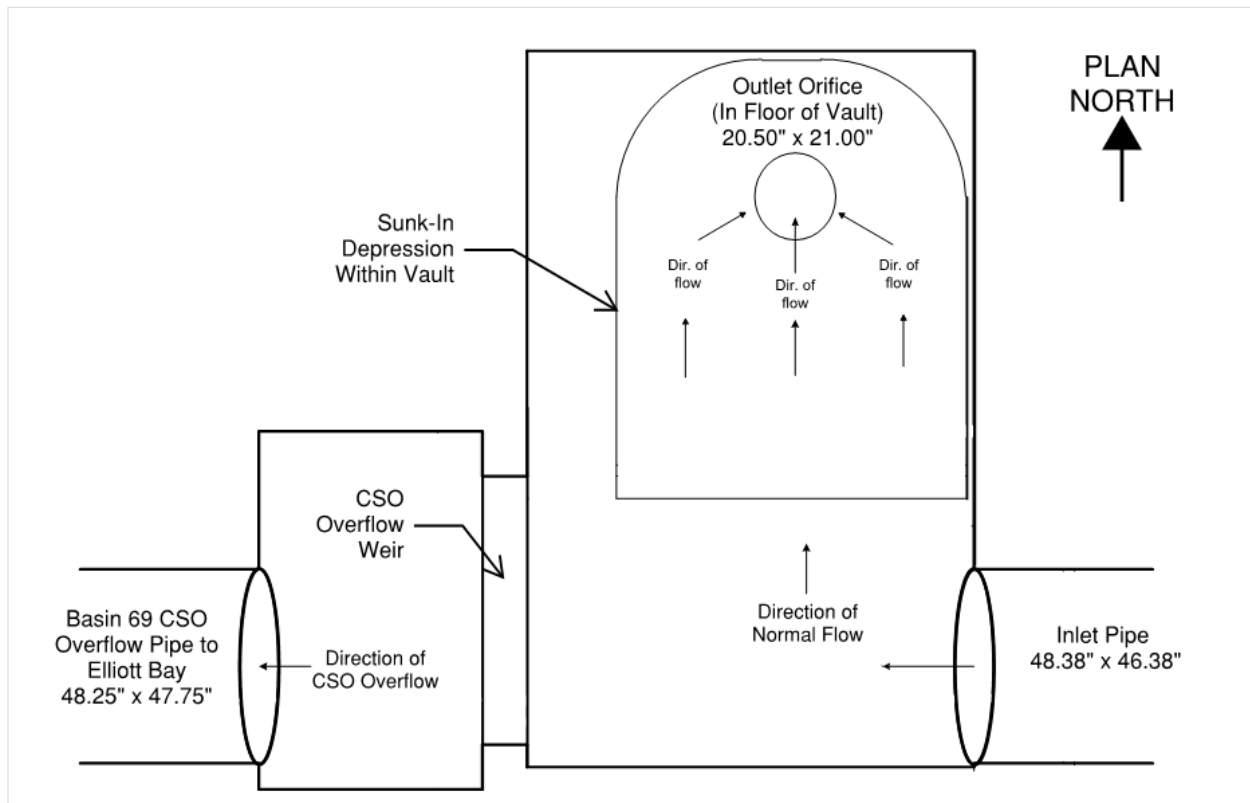 PLAN
NORTH
Outlet Orifice
(In Floor of Vault)
20.50" x 21.00"
Sunk-In
Depression
Within Vault
Dir. of
flow
Dir. of
flow
Dir. of
flow
CSO
Overflow
Weir
Basin 69 CSO
Overflow Pipe to
Elliott Bay
48.25" x 47.75"
Direction of
CSO Overflow
Direction of
Normal Flow
Inlet Pipe
48.38" x 46.38"